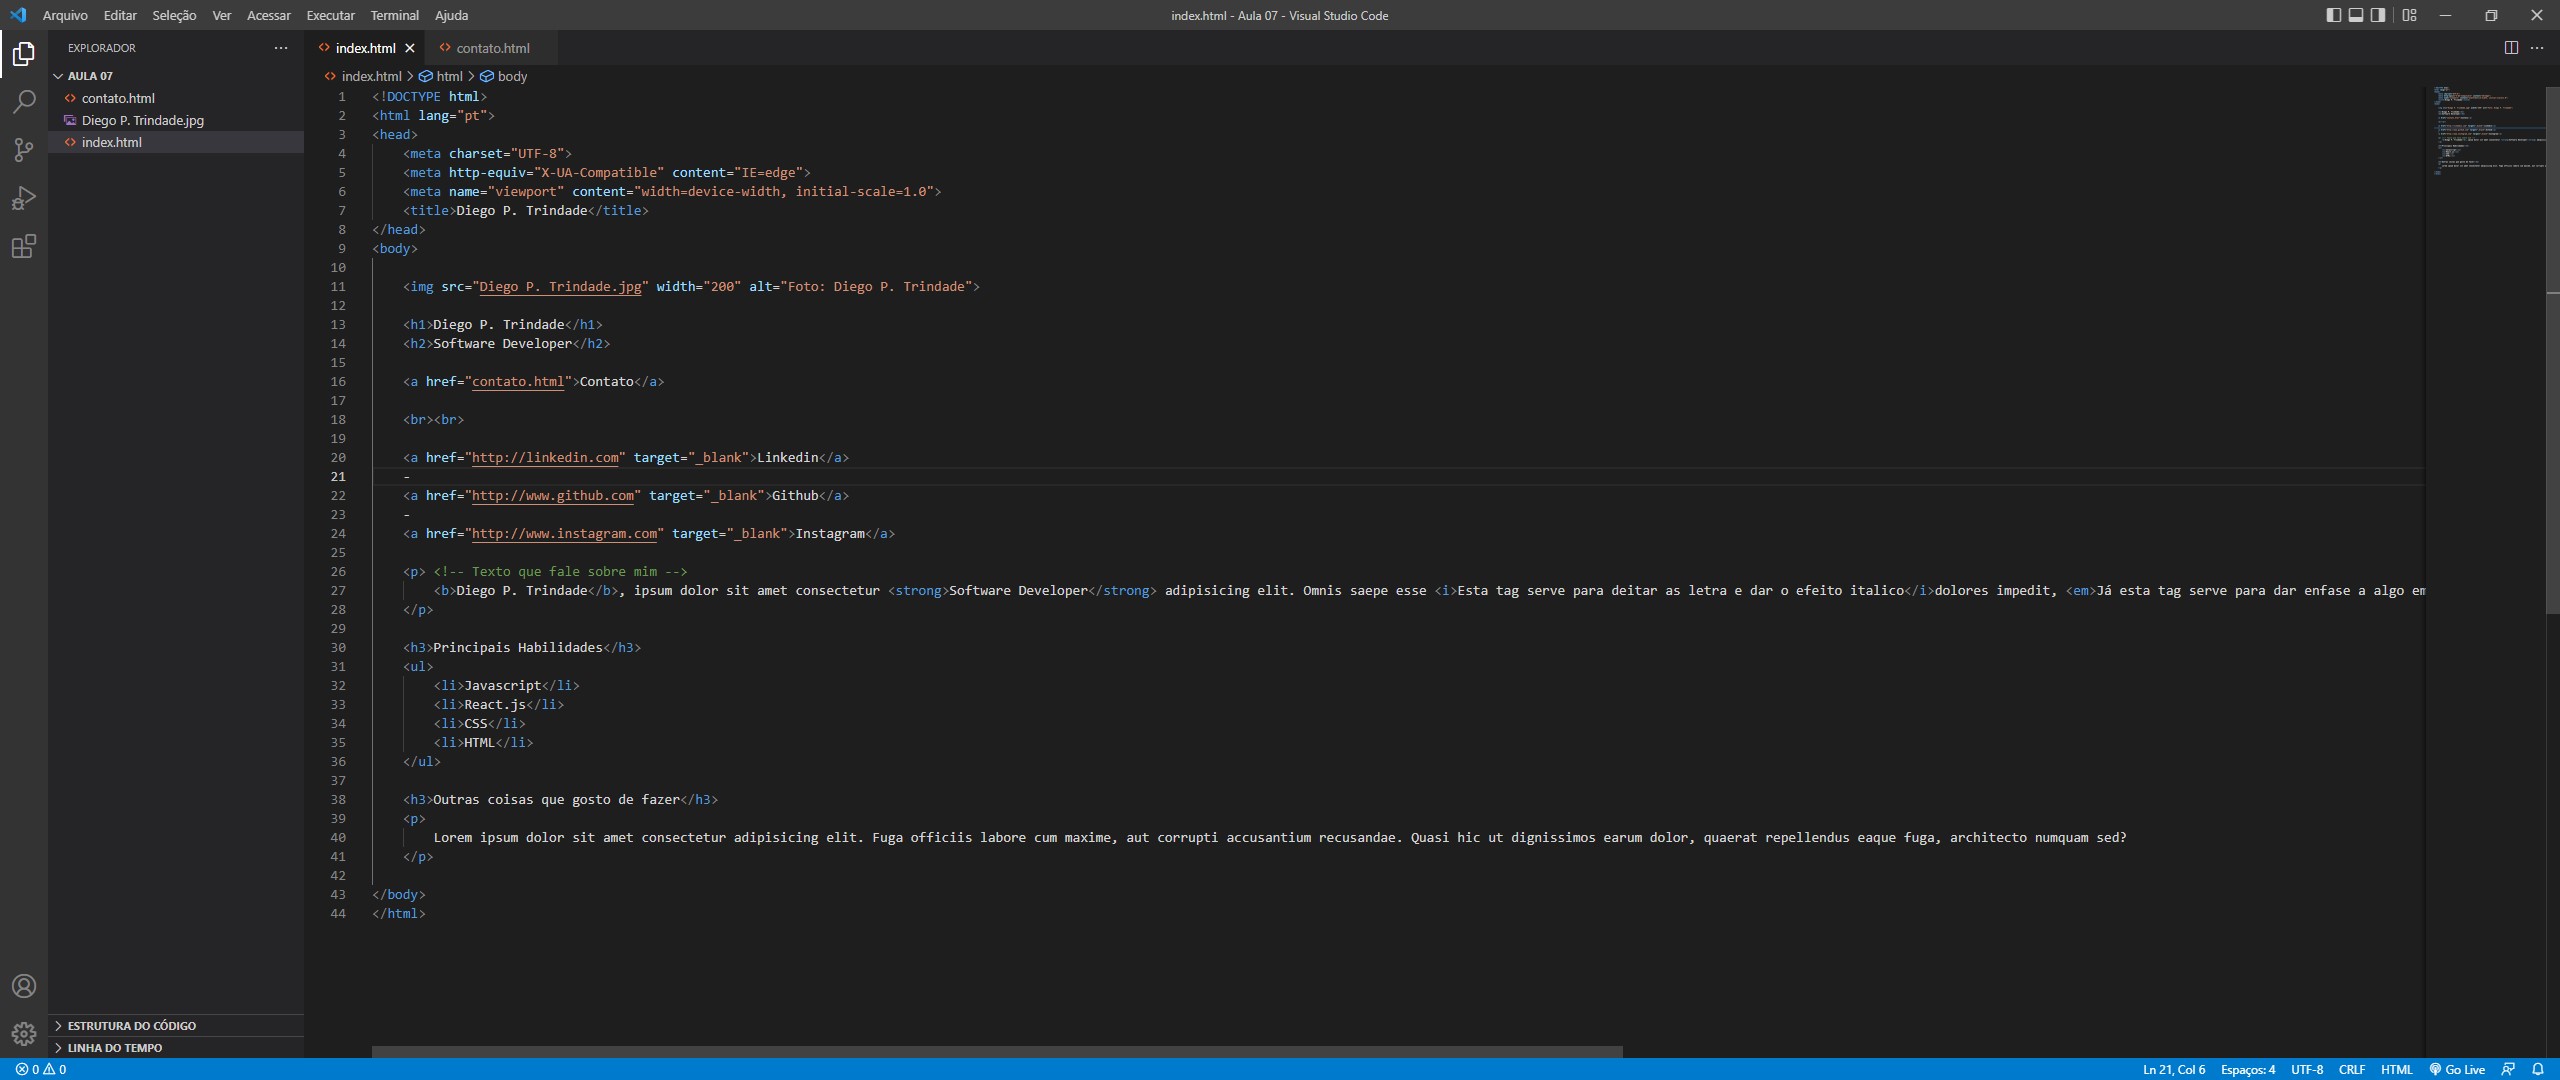 Arquivo Editar Seleção Ver Acessar Executar Terminal Ajuda
index.html - Aula 07 - Visual Studio Code
EXPLORADOR
AULA 07
contato.html
Diego P. Trindade.jpg
index.html
ESTRUTURA DO CÓDIGO
LINHA DO TEMPO
index.html contato.html
index.html > html > body
1 <!DOCTYPE html>
2 <html lang="pt">
3 <head>
4 <meta charset="UTF-8">
5 <meta http-equiv="X-UA-Compatible" content="IE=edge">
6 <meta name="viewport" content="width=device-width, initial-scale=1.0">
7 <title>Diego P. Trindade</title>
8 </head>
9 <body>
10
11 <img src="Diego P. Trindade.jpg" width="200" alt="Foto: Diego P. Trindade">
12
13 <h1>Diego P. Trindade</h1>
14 <h2>Software Developer</h2>
15
16 <a href="contato.html">Contato</a>
17
18 <br><br>
19
20 <a href="http://linkedin.com" target="_blank">Linkedin</a>
21 -
22 <a href="http://www.github.com" target="_blank">Github</a>
23 -
24 <a href="http://www.instagram.com" target="_blank">Instagram</a>
25
26 <p> <!-- Texto que fale sobre mim -->
27 <b>Diego P. Trindade</b>, ipsum dolor sit amet consectetur <strong>Software Developer</strong> adipisicing elit. Omnis saepe esse <i>Esta tag serve para deitar as letra e dar o efeito italico</i>dolores impedit, <em>Já esta tag serve para dar enfase a algo em
28 </p>
29
30 <h3>Principais Habilidades</h3>
31 <ul>
32 <li>Javascript</li>
33 <li>React.js</li>
34 <li>CSS</li>
35 <li>HTML</li>
36 </ul>
37
38 <h3>Outras coisas que gosto de fazer</h3>
39 <p>
40 Lorem ipsum dolor sit amet consectetur adipisicing elit. Fuga officiis labore cum maxime, aut corrupti accusantium recusandae. Quasi hic ut dignissimos earum dolor, quaerat repellendus eaque fuga, architecto numquam sed?
41 </p>
42
43 </body>
44 </html>
0 0
Ln 21, Col 6 Espaços: 4 UTF-8 CRLF HTML Go Live